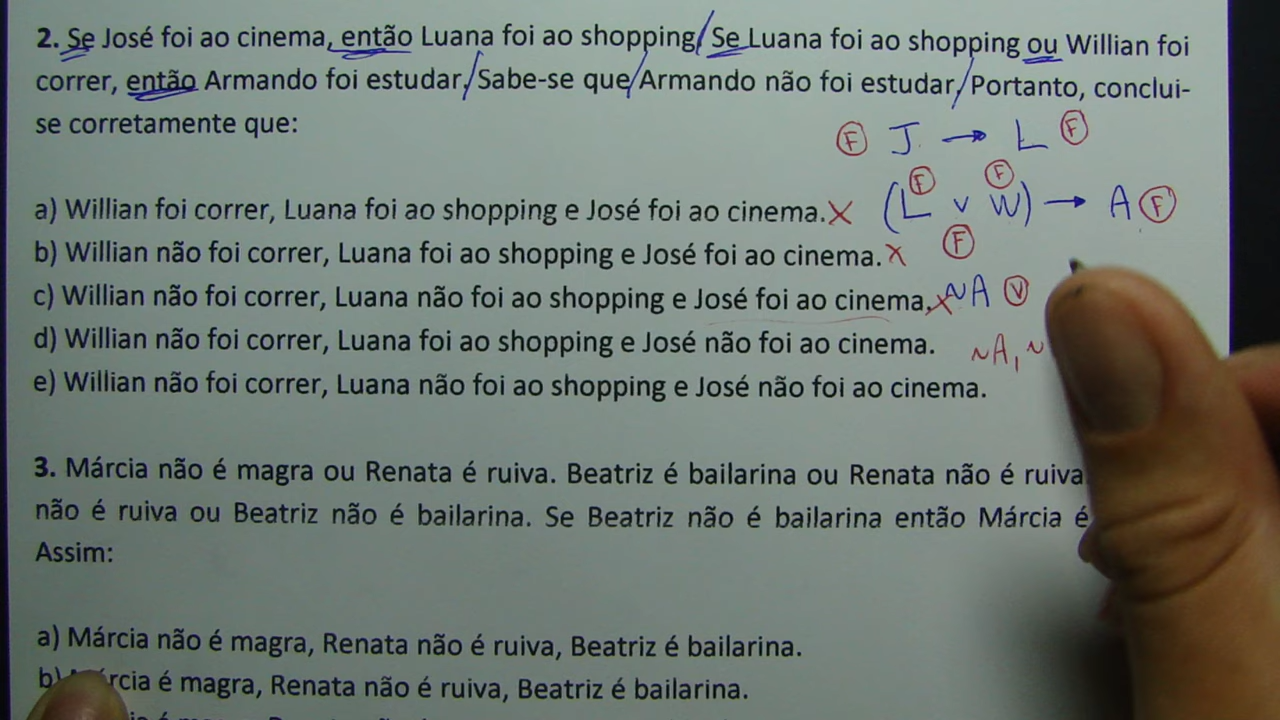 2. Se José foi ao cinema, então Luana foi ao shopping/ Se Luana foi ao shopping ou Willian foi
correr, então Armando foi estudar./ Sabe-se que/ Armando não foi estudar./ Portanto, conclui-
se corretamente que:
F J → L F
a) Willian foi correr, Luana foi ao shopping e José foi ao cinema. X
F F
(L v W) → A F
F
b) Willian não foi correr, Luana foi ao shopping e José foi ao cinema. X
c) Willian não foi correr, Luana não foi ao shopping e José foi ao cinema. X
~A V
d) Willian não foi correr, Luana foi ao shopping e José não foi ao cinema.
~A, ~
e) Willian não foi correr, Luana não foi ao shopping e José não foi ao cinema.
3. Márcia não é magra ou Renata é ruiva. Beatriz é bailarina ou Renata não é ruiva
não é ruiva ou Beatriz não é bailarina. Se Beatriz não é bailarina então Márcia é
Assim:
a) Márcia não é magra, Renata não é ruiva, Beatriz é bailarina.
b) Márcia é magra, Renata não é ruiva, Beatriz é bailarina.